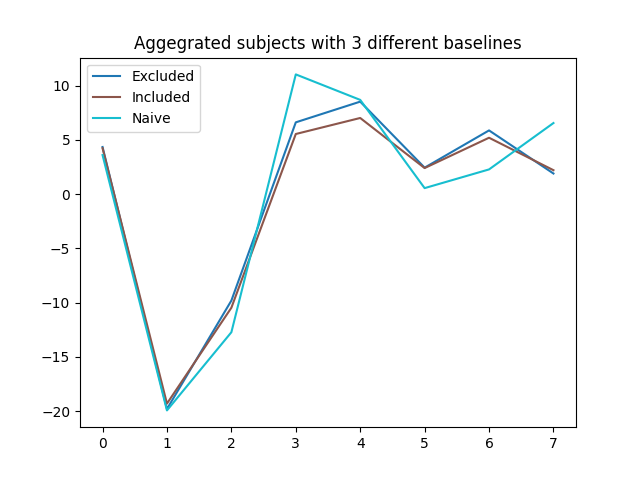 Aggegrated subjects with 3 different baselines
Excluded
Included
Naive
10
5
0
−5
−10
−15
−20
0 1 2 3 4 5 6 7